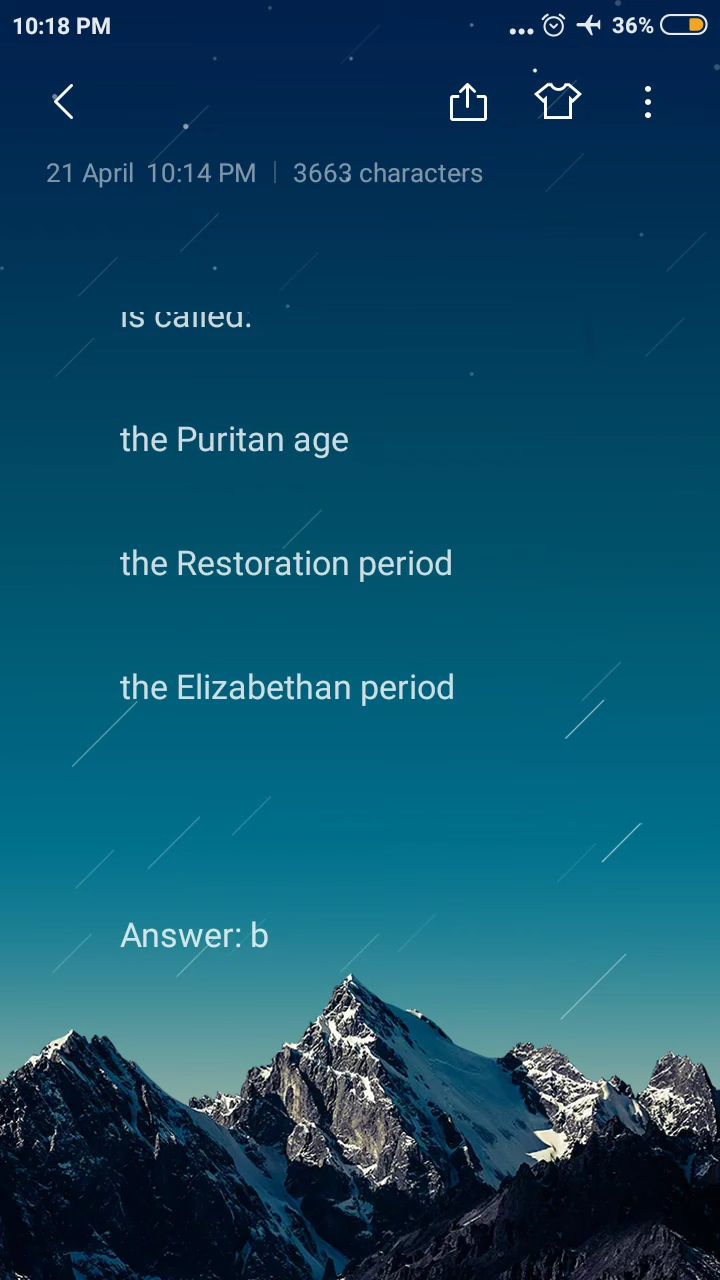 10:18 PM 36%
21 April 10:14 PM | 3663 characters
is called:
the Puritan age
the Restoration period
the Elizabethan period
Answer: b